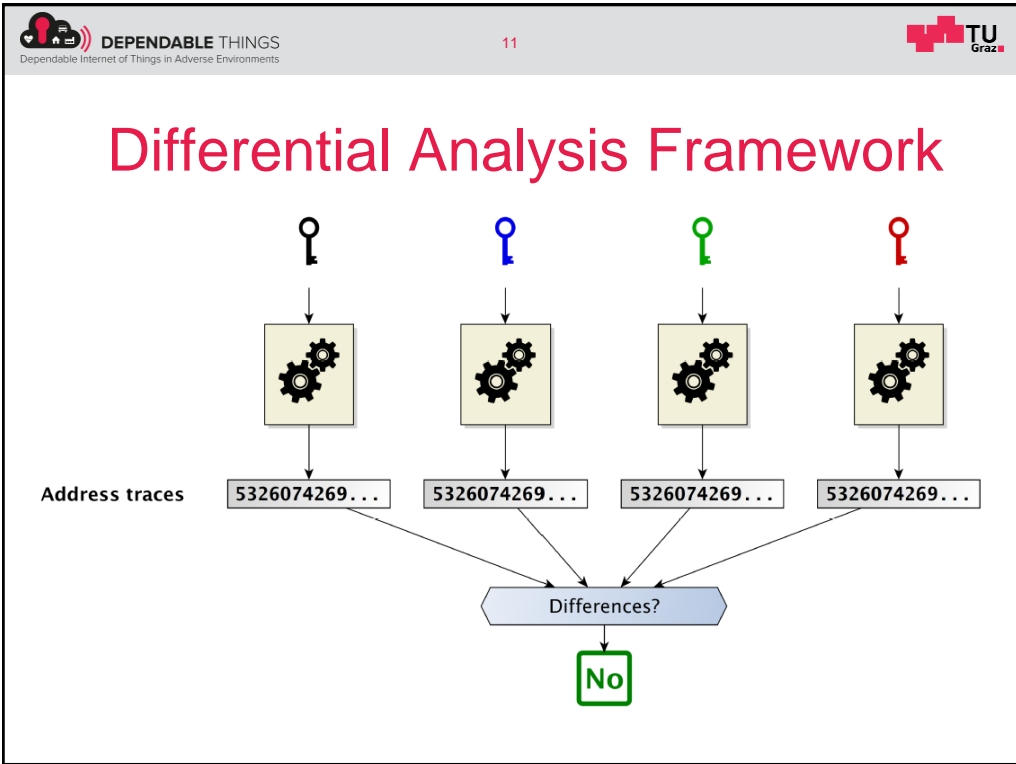 DEPENDABLE THINGS
Dependable Internet of Things in Adverse Environments
11
TU
Graz
Differential Analysis Framework
Address traces
5326074269...
5326074269...
5326074269...
5326074269...
Differences?
No